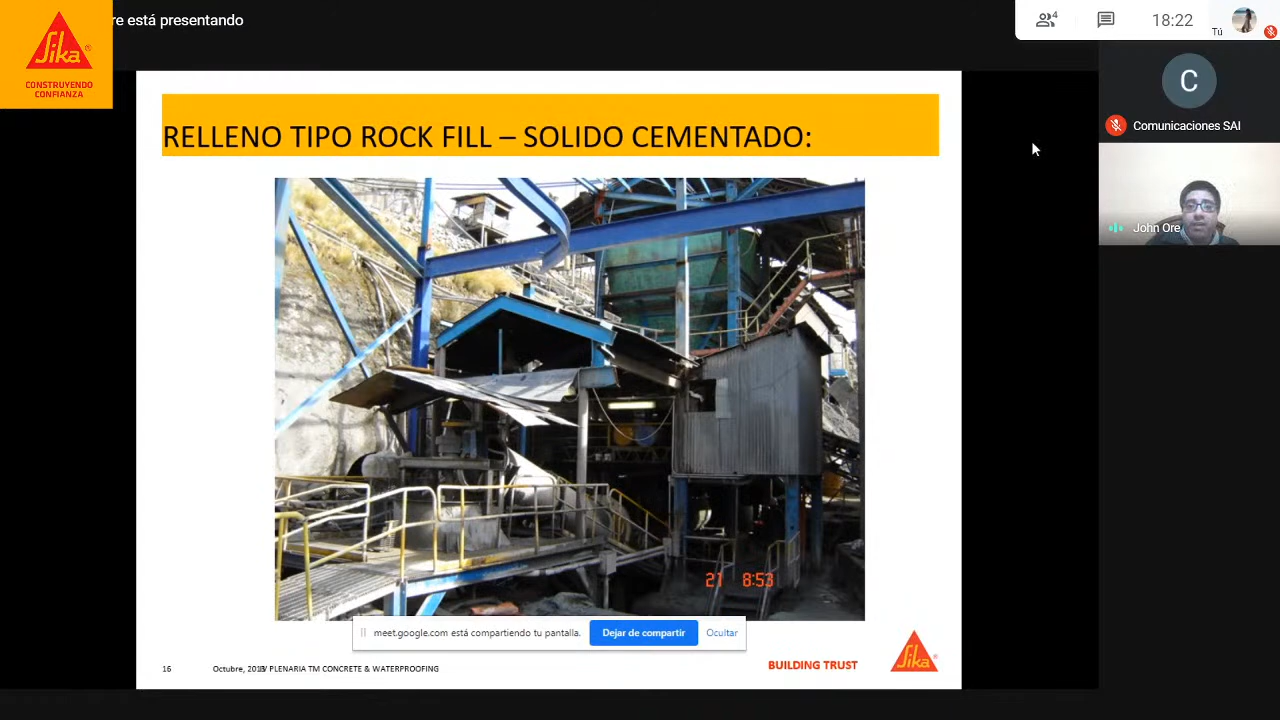 re está presentando
4
18:22
Tú
Sika®
CONSTRUYENDO
CONFIANZA
C
Comunicaciones SAI
John Ore
RELLENO TIPO ROCK FILL – SOLIDO CEMENTADO:
21 8:53
meet.google.com está compartiendo tu pantalla.
Dejar de compartir
Ocultar
16
PLENARIA TM CONCRETE & WATERPROOFING
Octubre,
BUILDING TRUST
Sika®